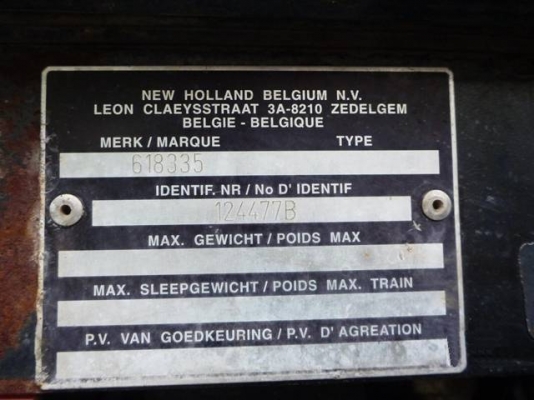 NEW HOLLAND BELGIUM N.V.
LEON CLAEYSSTRAAT 3A-8210 ZEDELGEM
BELGIE - BELGIQUE
MERK / MARQUE TYPE
618335
IDENTIF. NR / No D' IDENTIF
124477B
MAX. GEWICHT / POIDS MAX
MAX. SLEEPGEWICHT / POIDS MAX. TRAIN
P.V. VAN GOEDKEURING / P.V. D' AGREATION